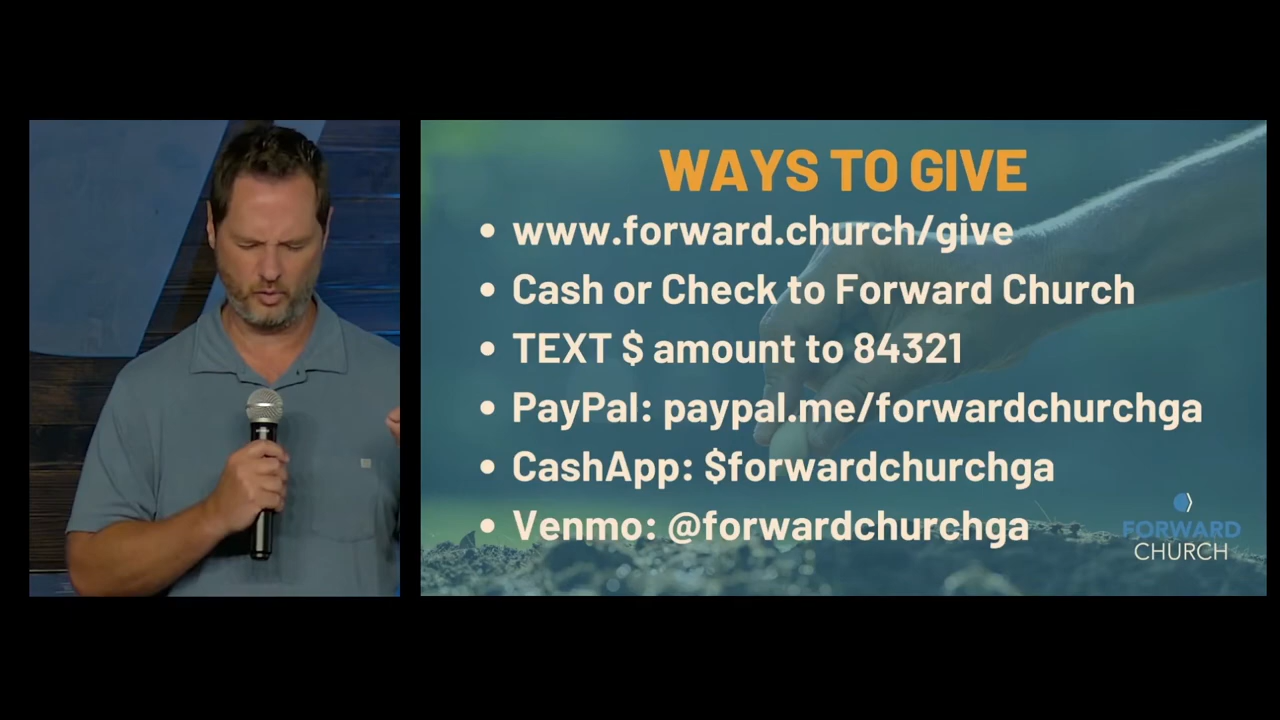 WAYS TO GIVE
• www.forward.church/give
• Cash or Check to Forward Church
• TEXT $ amount to 84321
• PayPal: paypal.me/forwardchurchga
• CashApp: $forwardchurchga
• Venmo: @forwardchurchga
FORWARD
CHURCH